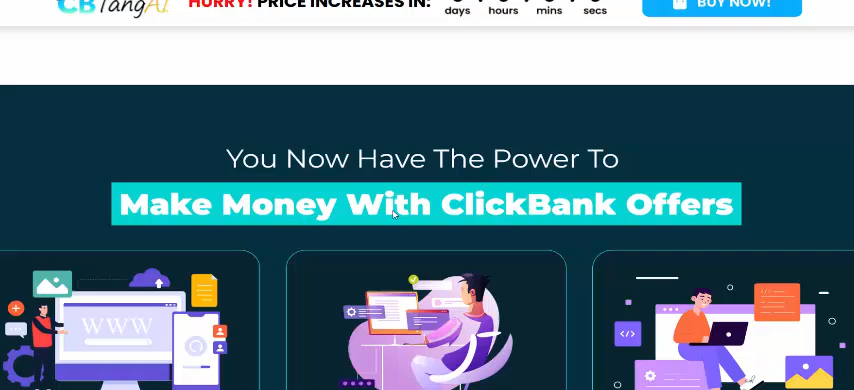 CBTangAI HURRY! PRICE INCREASES IN: BUY NOW!
days hours mins secs
You Now Have The Power To
Make Money With ClickBank Offers
WWW